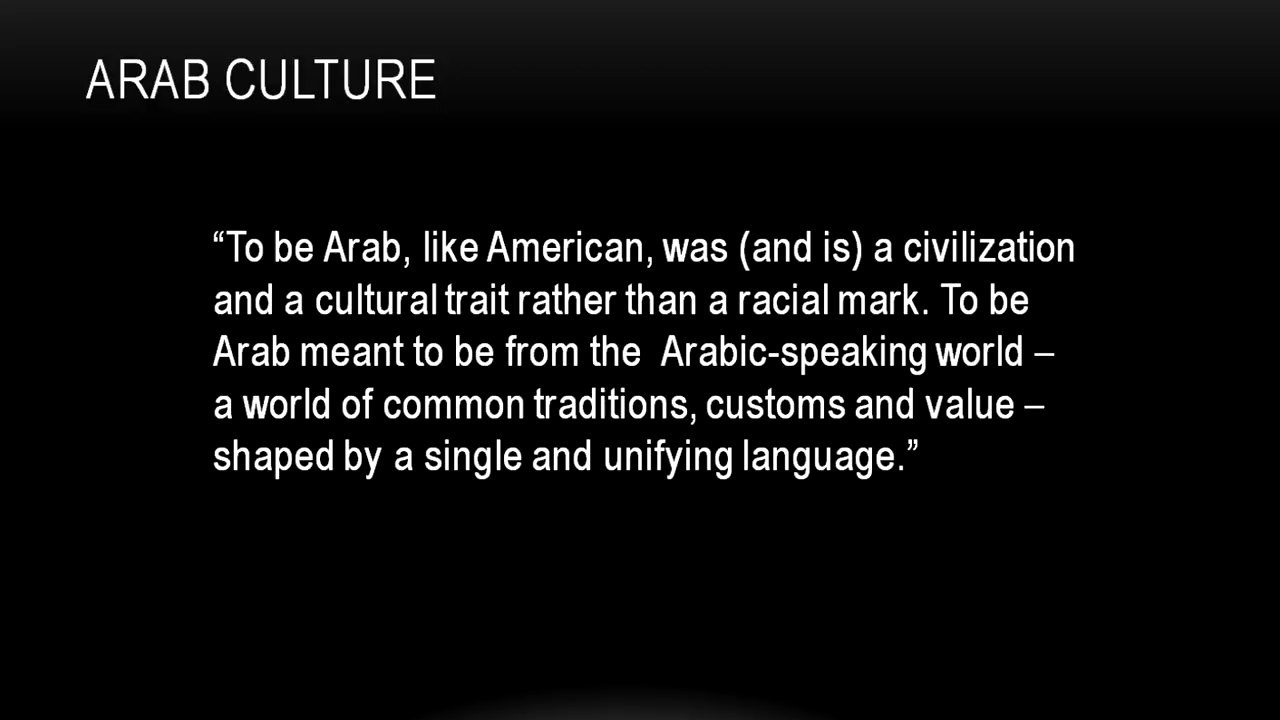 ARAB CULTURE
“To be Arab, like American, was (and is) a civilization
and a cultural trait rather than a racial mark. To be
Arab meant to be from the  Arabic-speaking world –
a world of common traditions, customs and value –
shaped by a single and unifying language.”